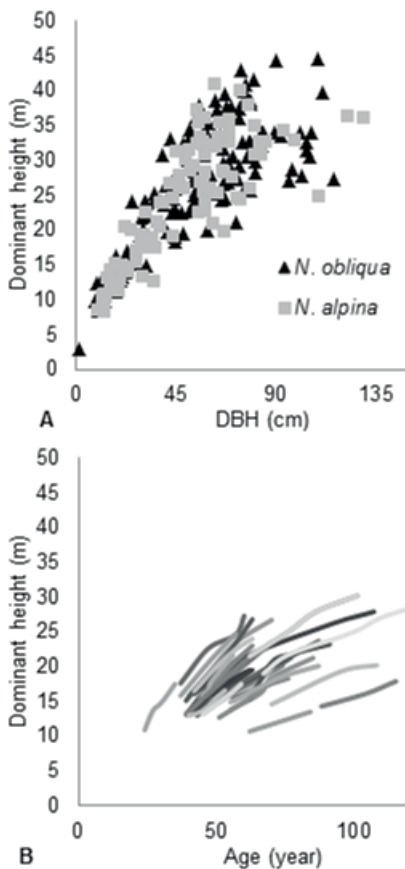 50
45
40
35
30
25
20
15
10
5
0
Dominant height (m)
N. obliqua
N. alpina
0 45 90 135
A DBH (cm)
50
45
40
35
30
25
20
15
10
5
0
Dominant height (m)
0 50 100
B Age (year)